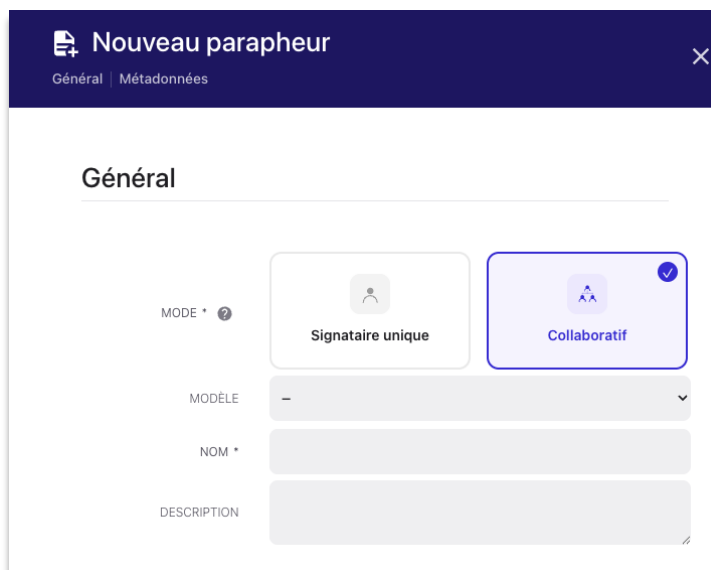 Nouveau parapheur
Général | Métadonnées
Général
MODE *
Signataire unique
Collaboratif
MODÈLE
–
NOM *
DESCRIPTION